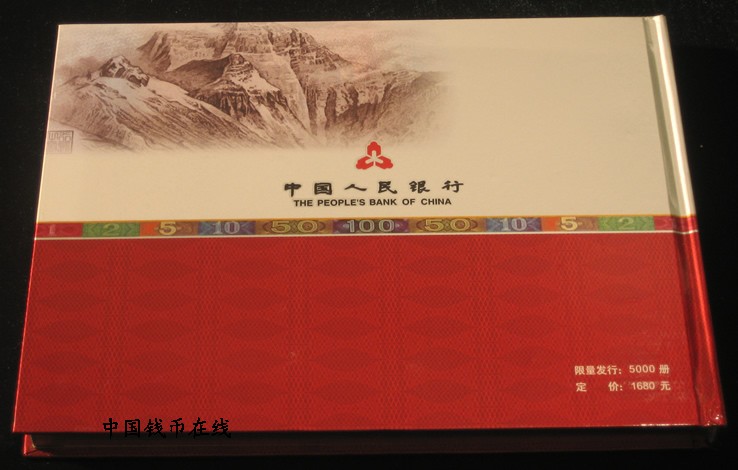 中国人民银行
THE PEOPLE'S BANK OF CHINA
1 2 5 10 50 100 50 10 5 2
限量发行：5000 册
定 价：1680 元
中国钱币在线